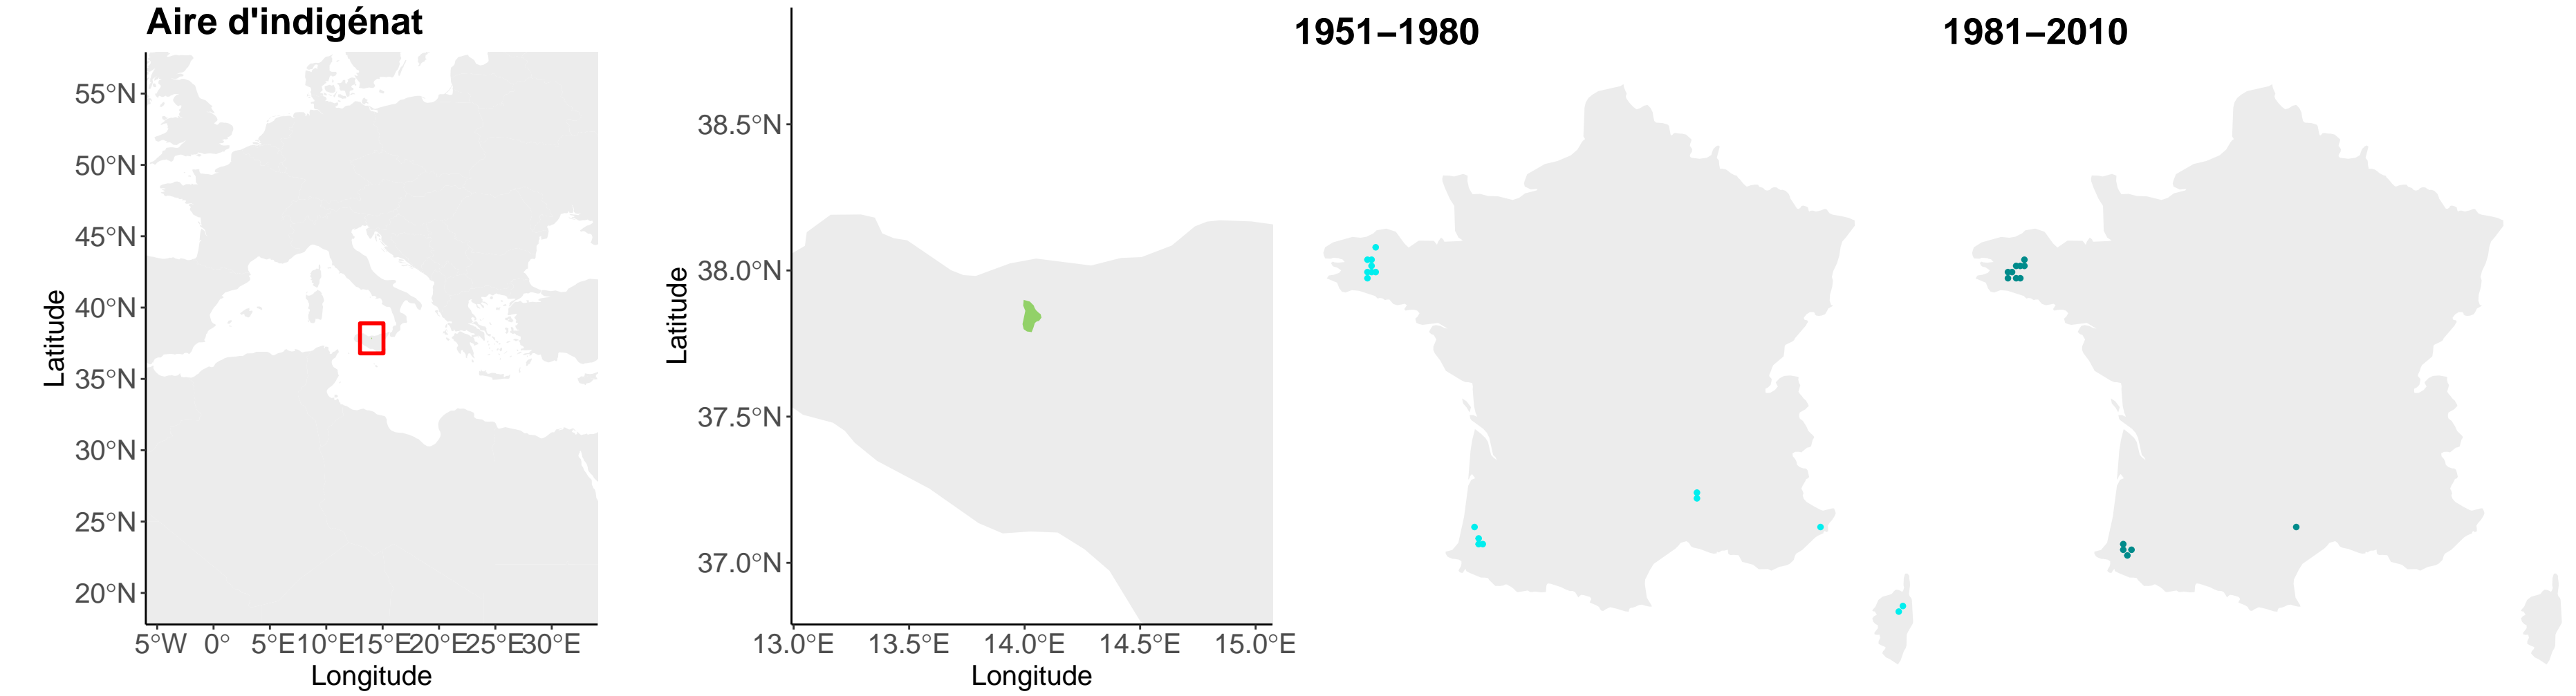 Aire d'indigénat
1951–1980
1981–2010
55°N
50°N
45°N
40°N
35°N
30°N
25°N
20°N
Latitude
5°W 0° 5°E 10°E 15°E 20°E 25°E 30°E
Longitude
38.5°N
38.0°N
37.5°N
37.0°N
Latitude
13.0°E 13.5°E 14.0°E 14.5°E 15.0°E
Longitude